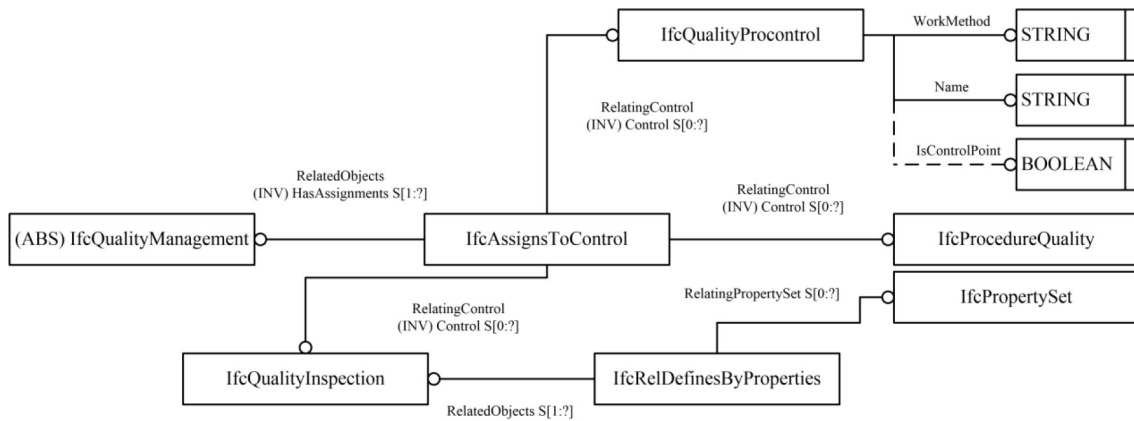 IfcQualityProcontrol
WorkMethod
STRING
Name
STRING
IsControlPoint
BOOLEAN
RelatingControl
(INV) Control S[0:?]
RelatedObjects
(INV) HasAssignments S[1:?]
RelatingControl
(INV) Control S[0:?]
(ABS) IfcQualityManagement
IfcAssignsToControl
IfcProcedureQuality
RelatingControl
(INV) Control S[0:?]
RelatingPropertySet S[0:?]
IfcPropertySet
IfcQualityInspection
IfcRelDefinesByProperties
RelatedObjects S[1:?]